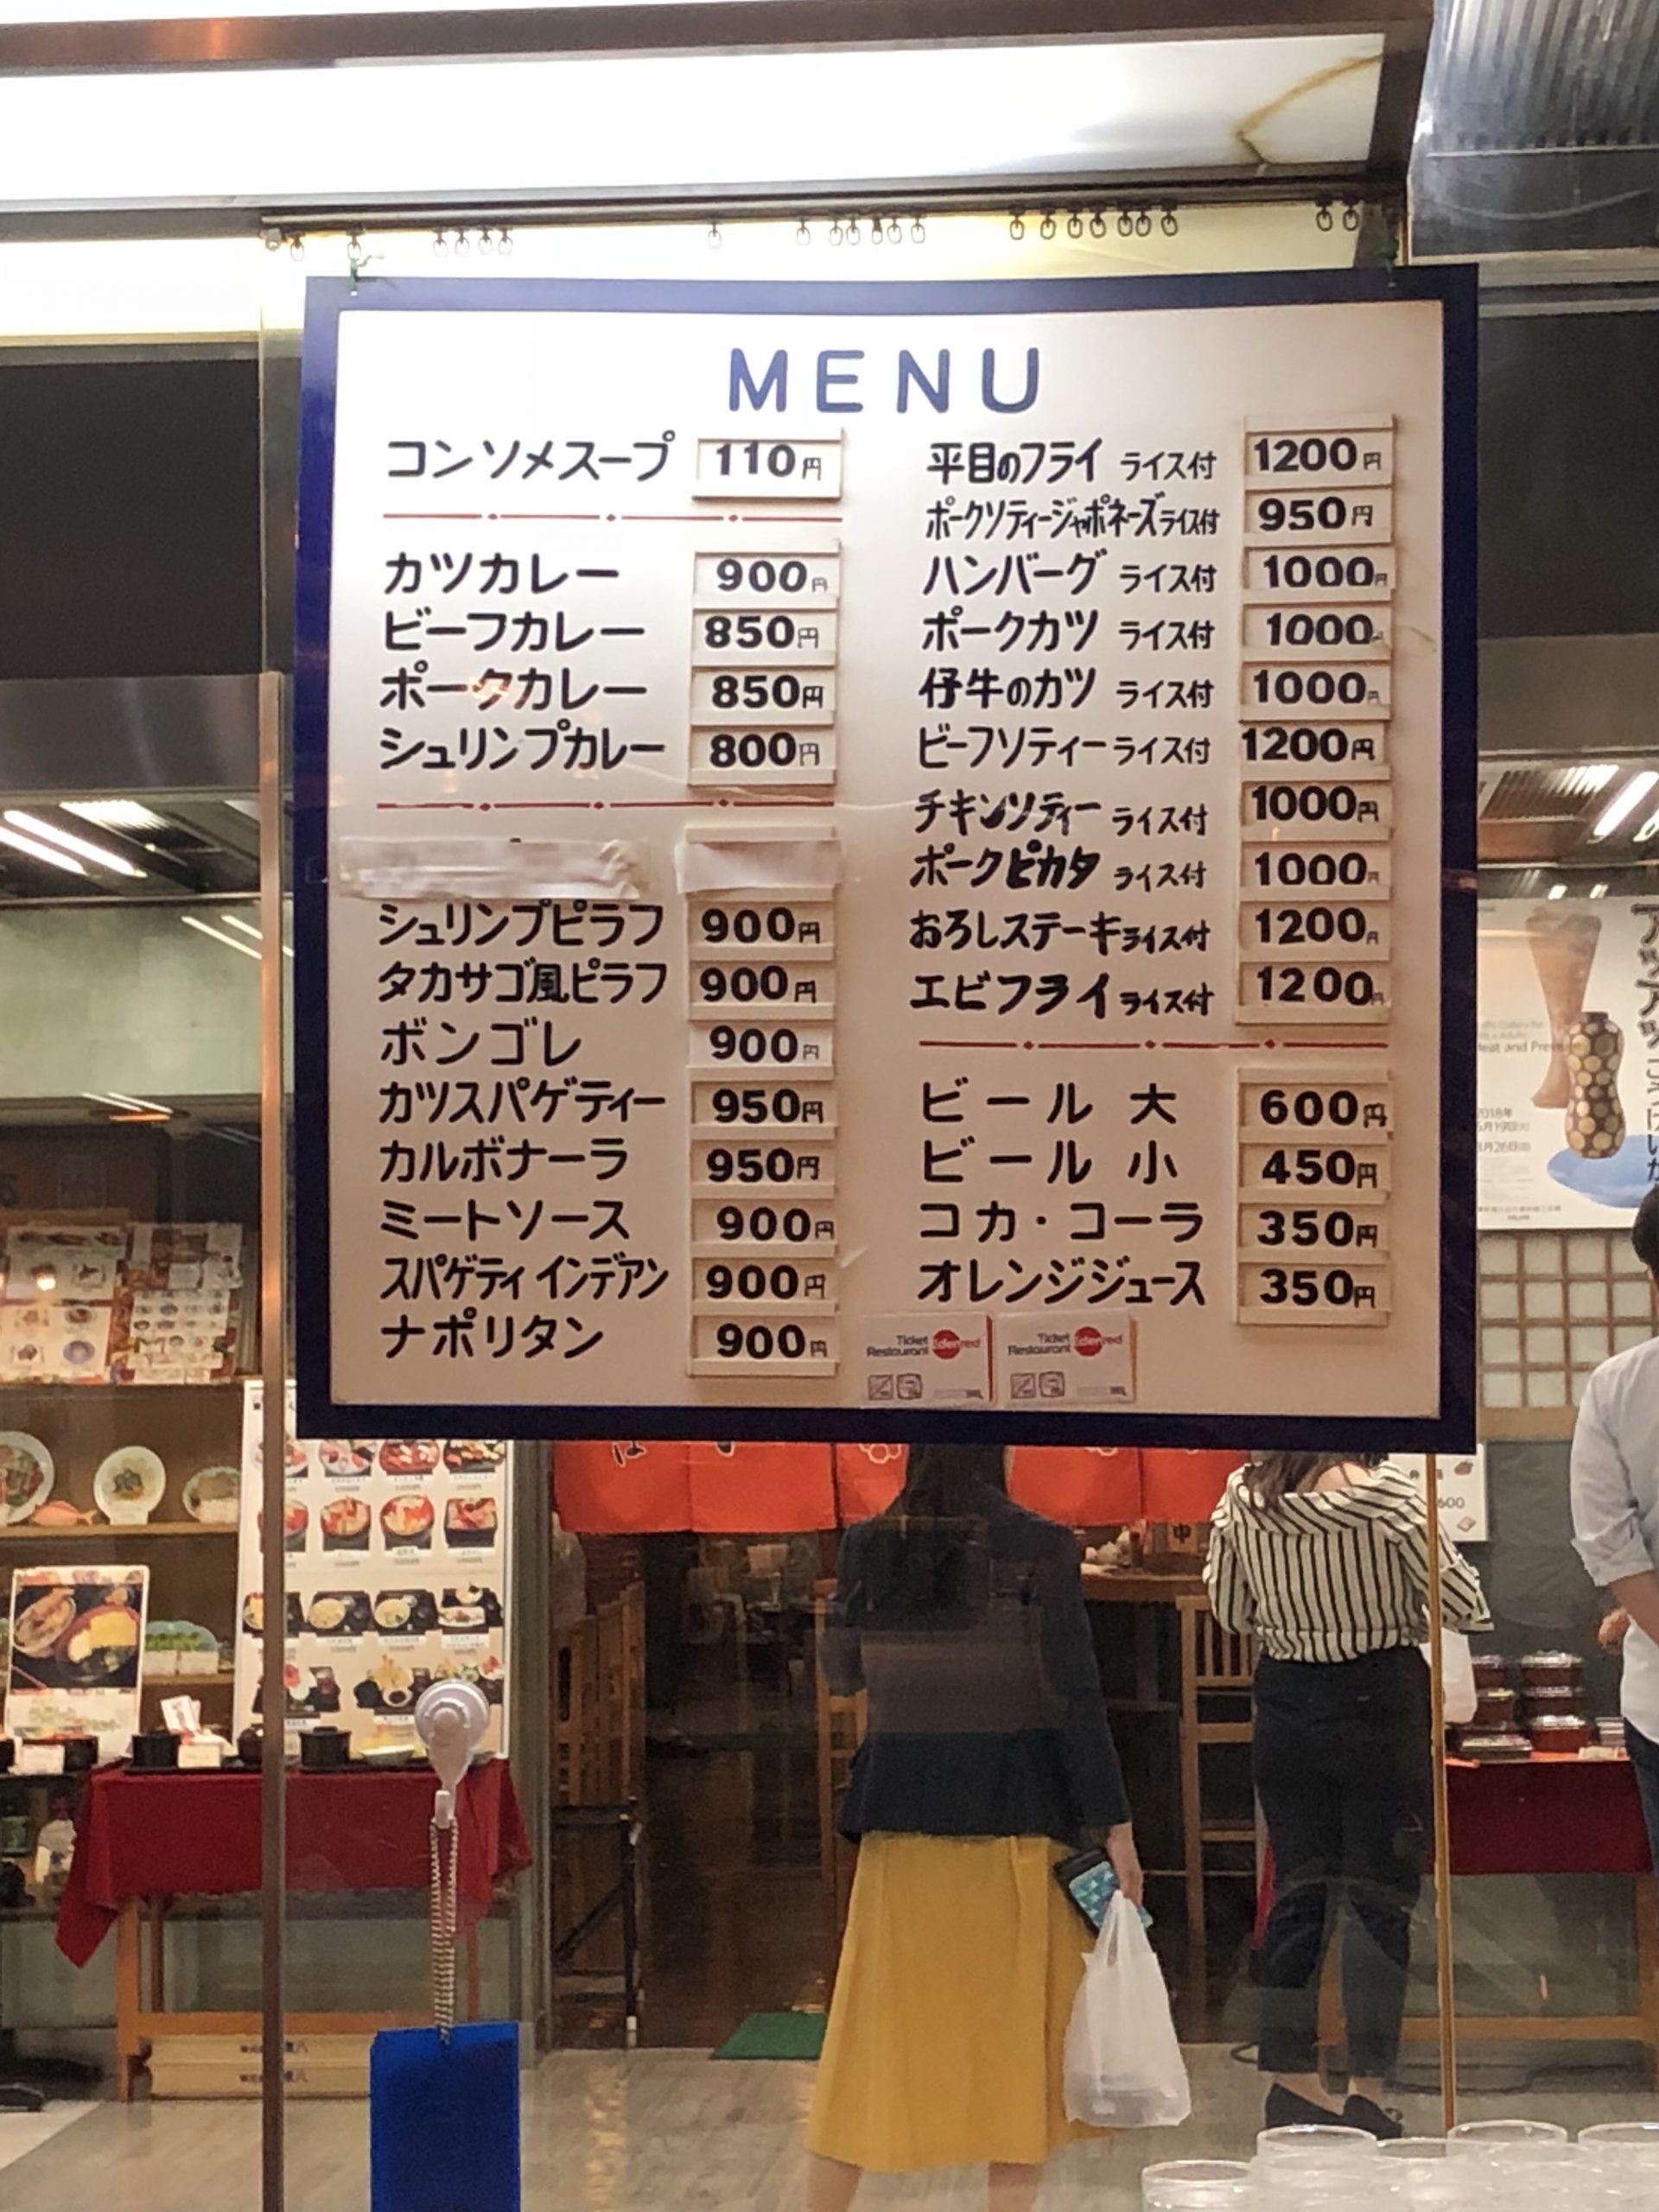 MENU
コンソメスープ 110円
カツカレー 900円
ビーフカレー 850円
ポークカレー 850円
シュリンプカレー 800円
シュリンプピラフ 900円
タカサゴ風ピラフ 900円
ボンゴレ 900円
カツスパゲティー 950円
カルボナーラ 950円
ミートソース 900円
スパゲティインデアン 900円
ナポリタン 900円
平目のフライ ライス付 1200円
ポークソティージャポネーズライス付 950円
ハンバーグ ライス付 1000円
ポークカツ ライス付 1000円
仔牛のカツ ライス付 1000円
ビーフソティーライス付 1200円
チキンソティー ライス付 1000円
ポークピカタ ライス付 1000円
おろしステーキライス付 1200円
エビフライ ライス付 1200円
ビール 大 600円
ビール 小 450円
コカ・コーラ 350円
オレンジジュース 350円
Ticket
Restaurant Edenred
Ticket
Restaurant Edenred